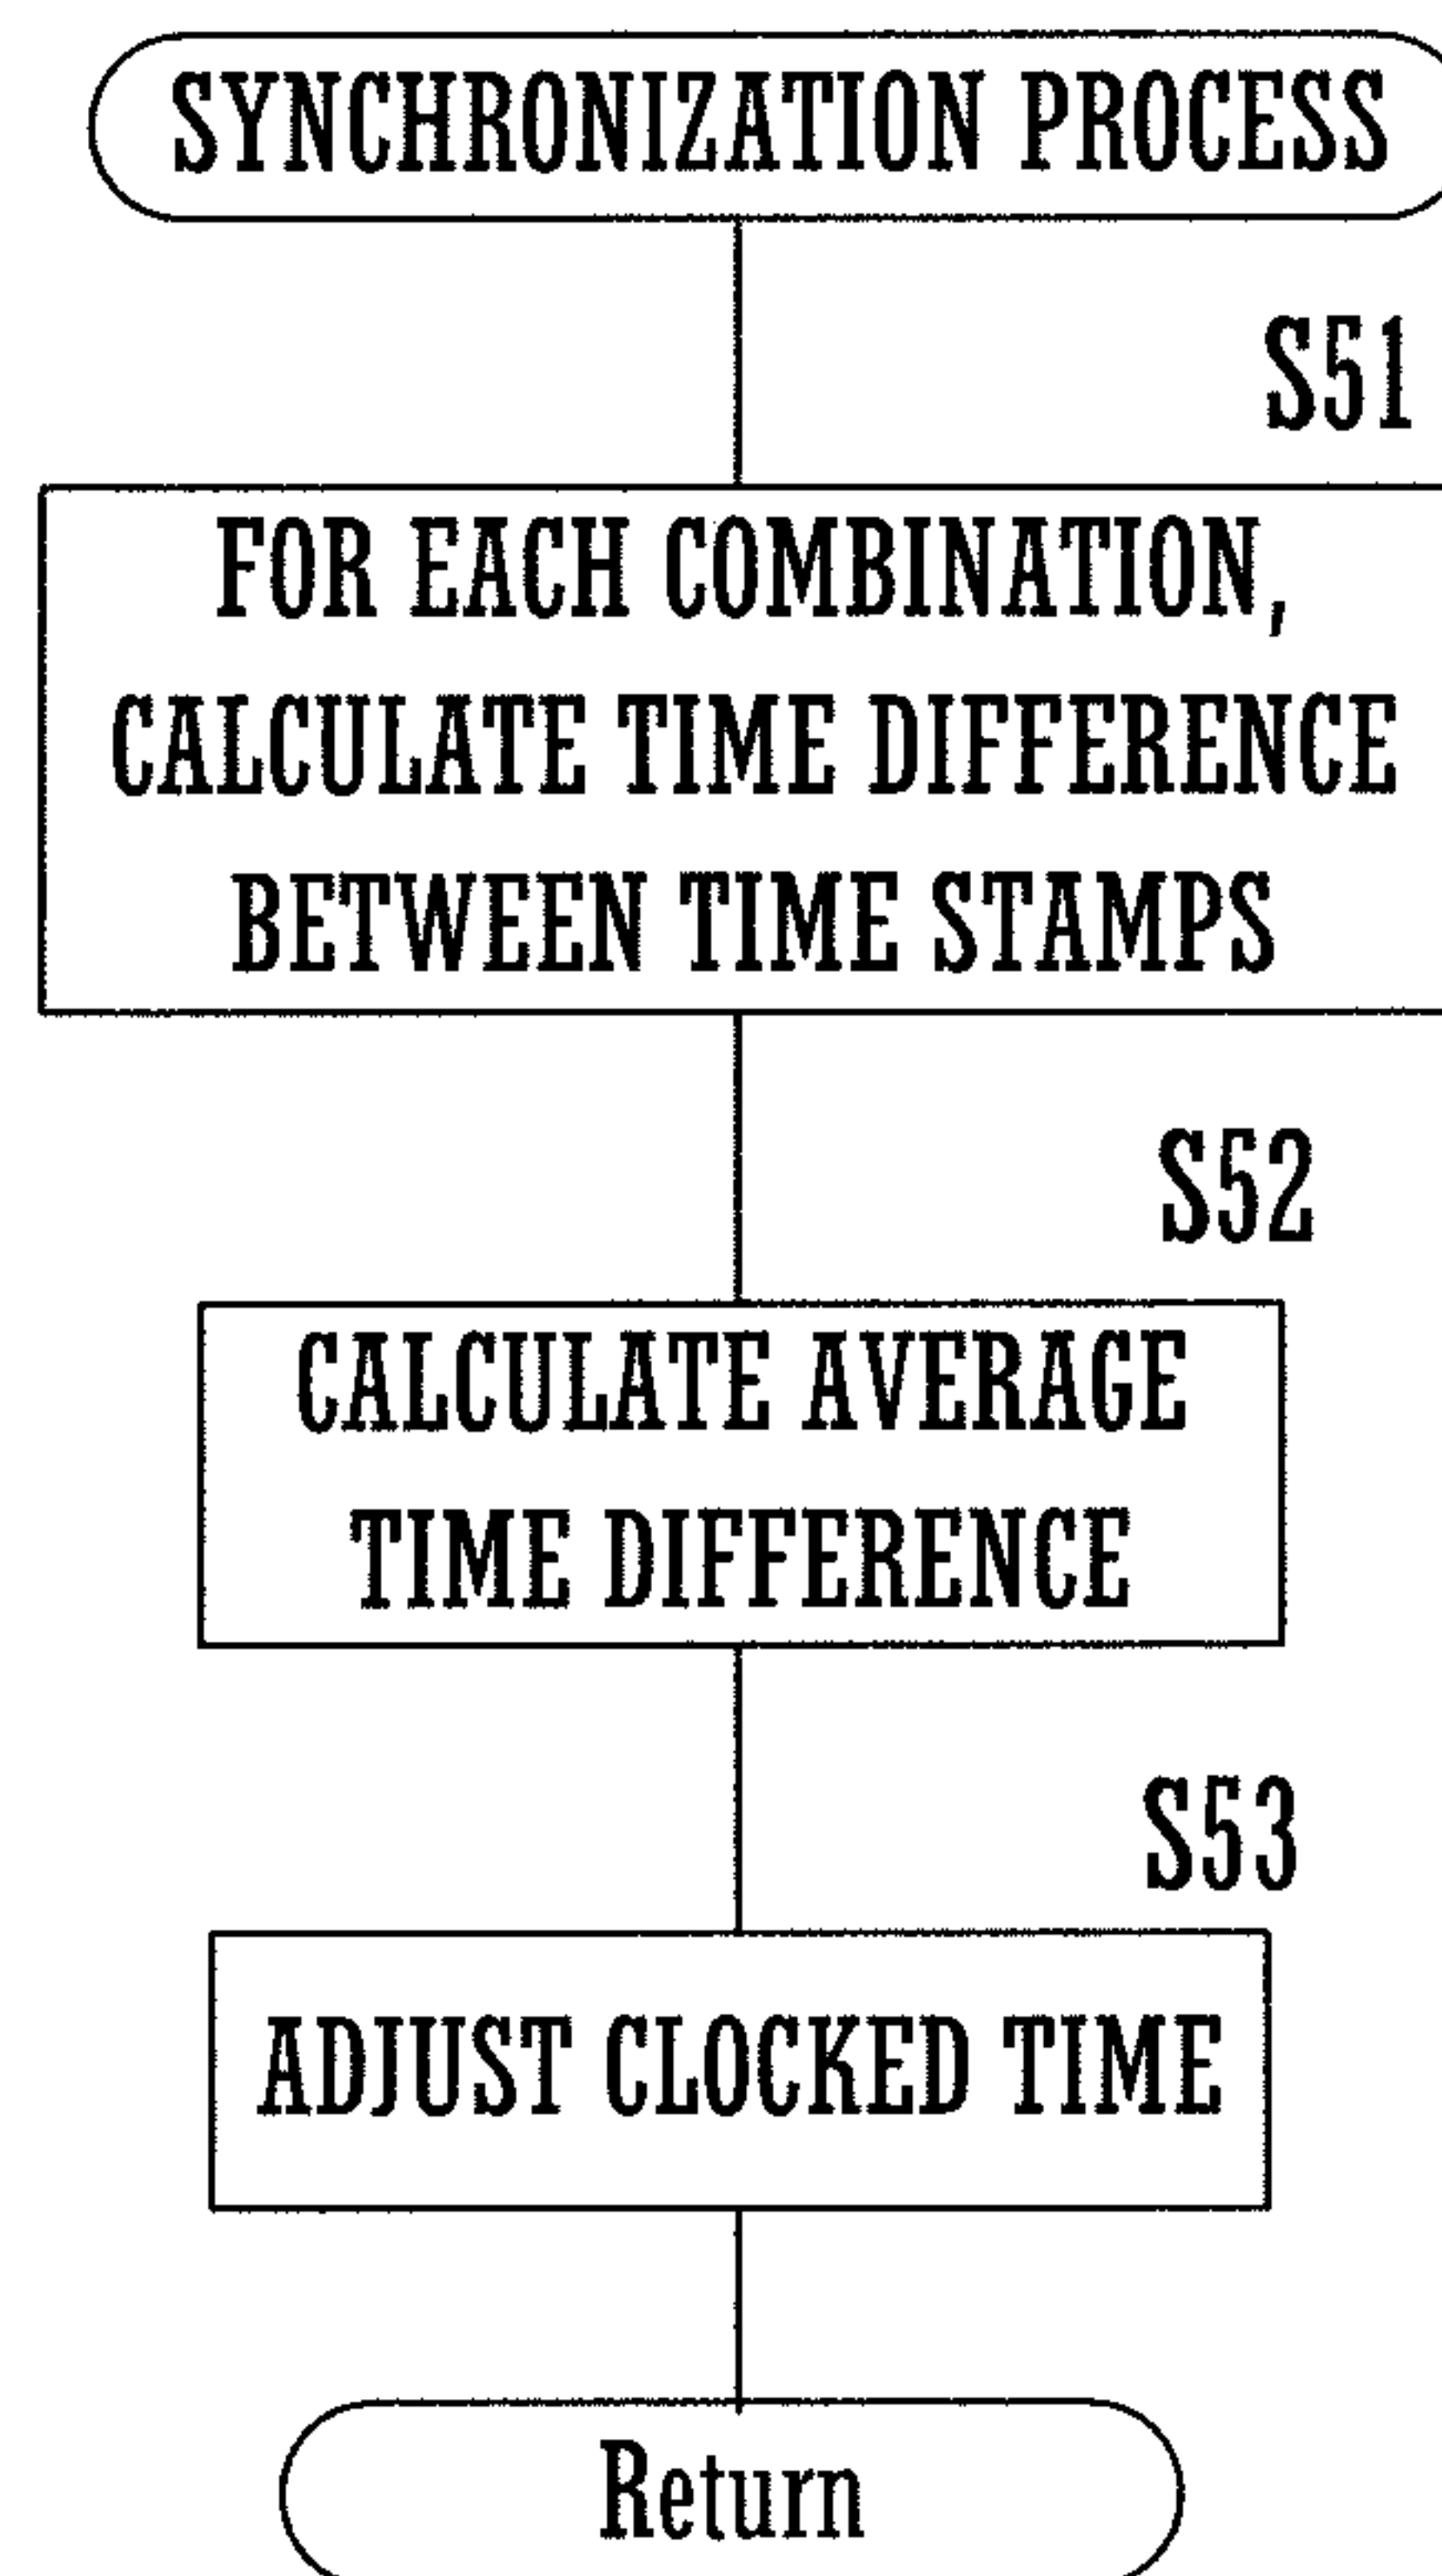 SYNCHRONIZATION PROCESS
S51
FOR EACH COMBINATION,
CALCULATE TIME DIFFERENCE
BETWEEN TIME STAMPS
S52
CALCULATE AVERAGE
TIME DIFFERENCE
S53
ADJUST CLOCKED TIME
Return